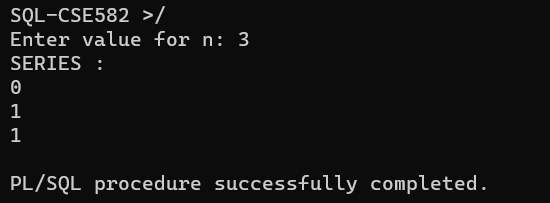 SQL-CSE582 >/
Enter value for n: 3
SERIES :
0
1
1
PL/SQL procedure successfully completed.